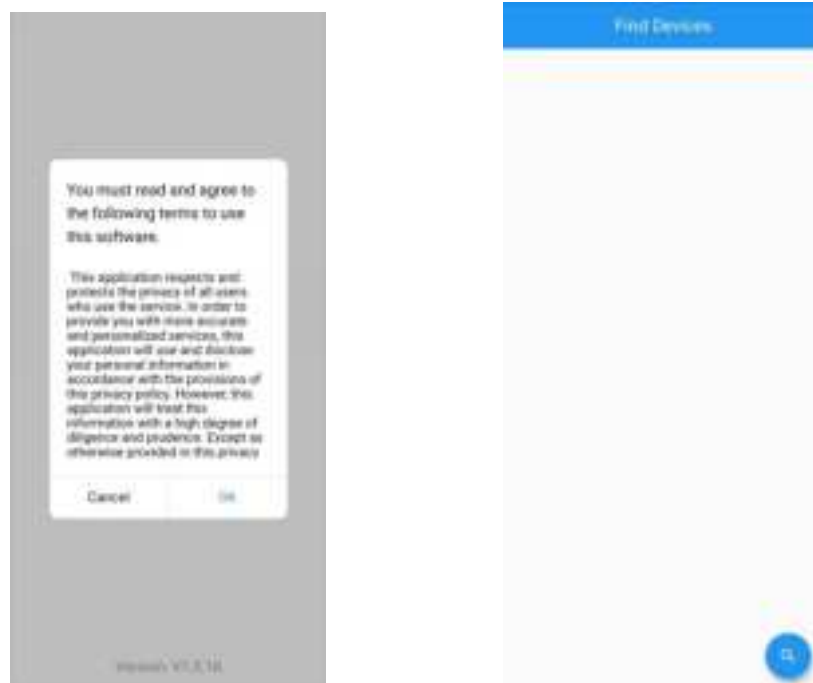 You must read and agree to
the following terms to use
this software.
This application respects and
protects the privacy of all users
who use the service. In order to
provide you with more accurate
and personalized services, this
application will use and disclose
your personal information in
accordance with the provisions of
this privacy policy. However, this
application will treat this
information with a high degree of
diligence and prudence. Except as
otherwise provided in this privacy
Cancel
OK
Version
Find Devices